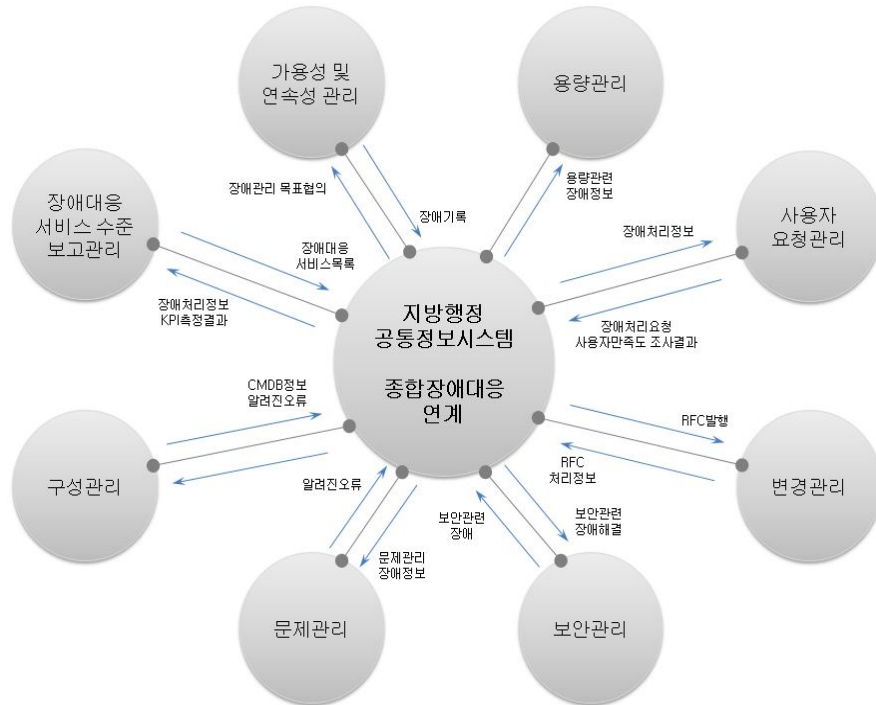 가용성 및
연속성 관리
용량관리
장애대응
서비스 수준
보고관리
사용자
요청관리
장애관리 목표협의
장애기록
용량관련
장애정보
장애대응
서비스목록
장애처리정보
장애처리정보
KPI측정결과
장애처리요청
사용자만족도 조사결과
지방행정
공통정보시스템
종합장애대응
연계
CMDB정보
알려진오류
RFC발행
RFC
처리정보
구성관리
변경관리
알려진오류
문제관리
장애정보
보안관련
장애
보안관련
장애해결
문제관리
보안관리